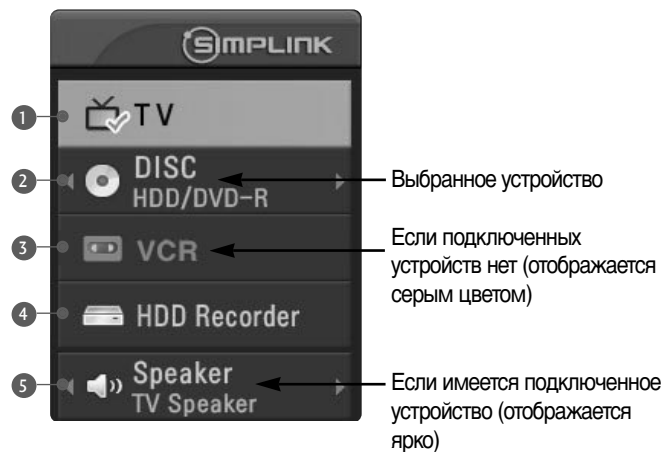 SIMPLINK
1 TV
2 DISC
HDD/DVD-R
Выбранное устройство
3 VCR
Если подключенных
устройств нет (отображается
серым цветом)
4 HDD Recorder
5 Speaker
TV Speaker
Если имеется подключенное
устройство (отображается
ярко)